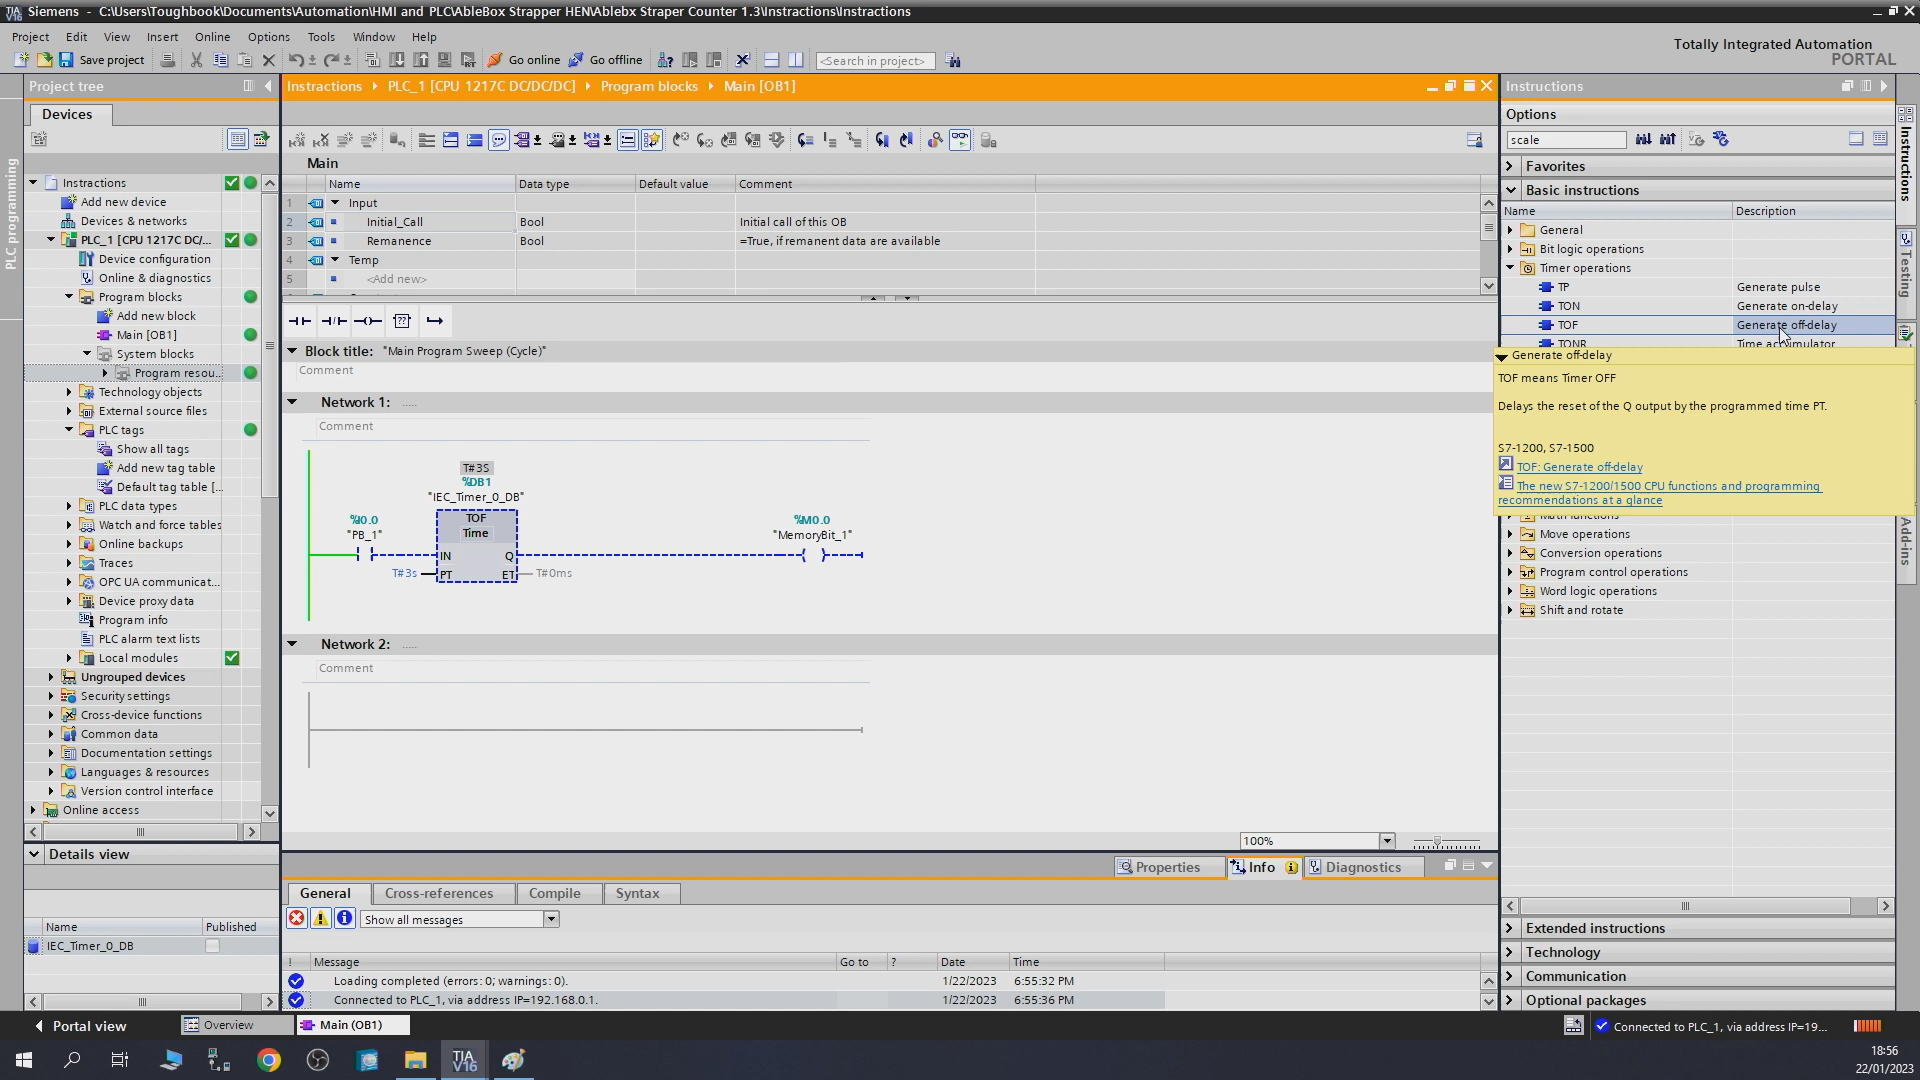 Siemens - C:\Users\Toughbook\Documents\Automation\HMI and PLC\AbleBox Strapper HEN\Ablebx Straper Counter 1.3\Instractions\Instractions
Project Edit View Insert Online Options Tools Window Help
Totally Integrated Automation
PORTAL
Save project
Go online
Go offline
<Search in project>
Project tree
Devices
PLC programming
Instractions
Add new device
Devices & networks
PLC_1 [CPU 1217C DC/...
Device configuration
Online & diagnostics
Program blocks
Add new block
Main [OB1]
System blocks
Program resou...
Technology objects
External source files
PLC tags
Show all tags
Add new tag table
Default tag table [...
PLC data types
Watch and force tables
Online backups
Traces
OPC UA communicat...
Device proxy data
Program info
PLC alarm text lists
Local modules
Ungrouped devices
Security settings
Cross-device functions
Common data
Documentation settings
Languages & resources
Version control interface
Online access
Details view
Name Published
IEC_Timer_0_DB
Instractions PLC_1 [CPU 1217C DC/DC/DC] Program blocks Main [OB1]
Main
Name Data type Default value Comment
1 Input
2 Initial_Call Bool Initial call of this OB
3 Remanence Bool =True, if remanent data are available
4 Temp
5 <Add new>
Block title: "Main Program Sweep (Cycle)"
Comment
Network 1: .....
Comment
T#3S
%DB1
"IEC_Timer_0_DB"
%I0.0
"PB_1"
TOF
Time
%M0.0
"MemoryBit_1"
IN Q
T#3s PT ET T#0ms
Network 2: .....
Comment
100%
Properties Info Diagnostics
General Cross-references Compile Syntax
Show all messages
! Message Go to ? Date Time
Loading completed (errors: 0; warnings: 0). 1/22/2023 6:55:32 PM
Connected to PLC_1, via address IP=192.168.0.1. 1/22/2023 6:55:36 PM
Instructions
Options
scale
Favorites
Basic instructions
Name Description
General
Bit logic operations
Timer operations
TP Generate pulse
TON Generate on-delay
TOF Generate off-delay
TONR Time accumulator
Generate off-delay
TOF means Timer OFF
Delays the reset of the Q output by the programmed time PT.
S7-1200, S7-1500
TOF: Generate off-delay
The new S7-1200/1500 CPU functions and programming
recommendations at a glance
Math functions
Move operations
Conversion operations
Program control operations
Word logic operations
Shift and rotate
Extended instructions
Technology
Communication
Optional packages
Instructions
Testing
Add-ins
Portal view
Overview
Main (OB1)
Connected to PLC_1, via address IP=19...
TIA
V16
18:56
22/01/2023